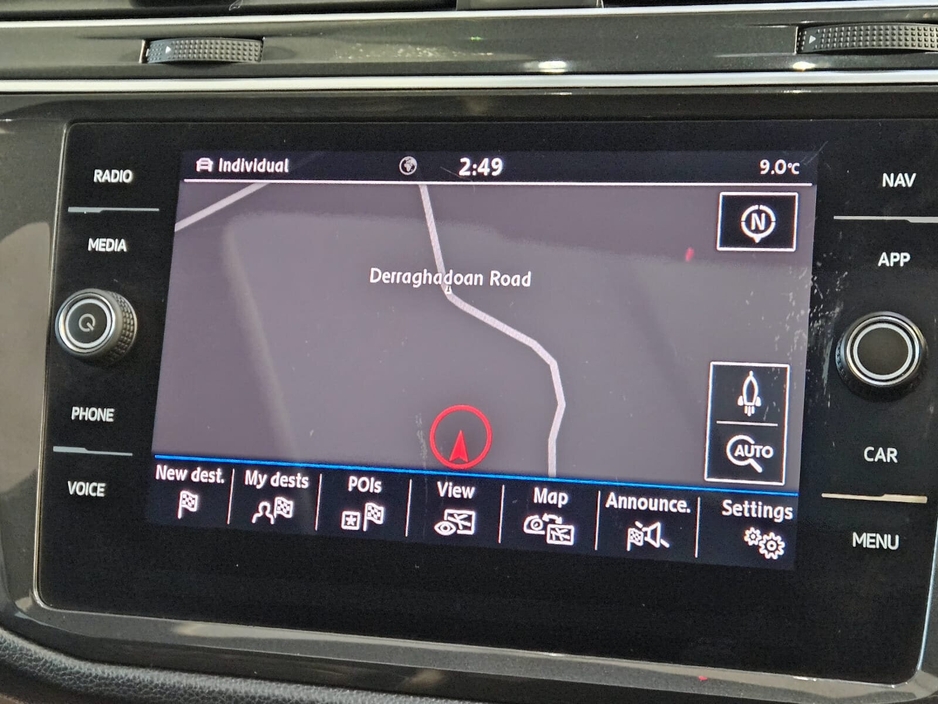 RADIO
MEDIA
PHONE
VOICE
Individual
2:49
9.0°C
N
Derraghadoan Road
AUTO
New dest.
My dests
POIs
View
Map
Announce.
Settings
NAV
APP
CAR
MENU